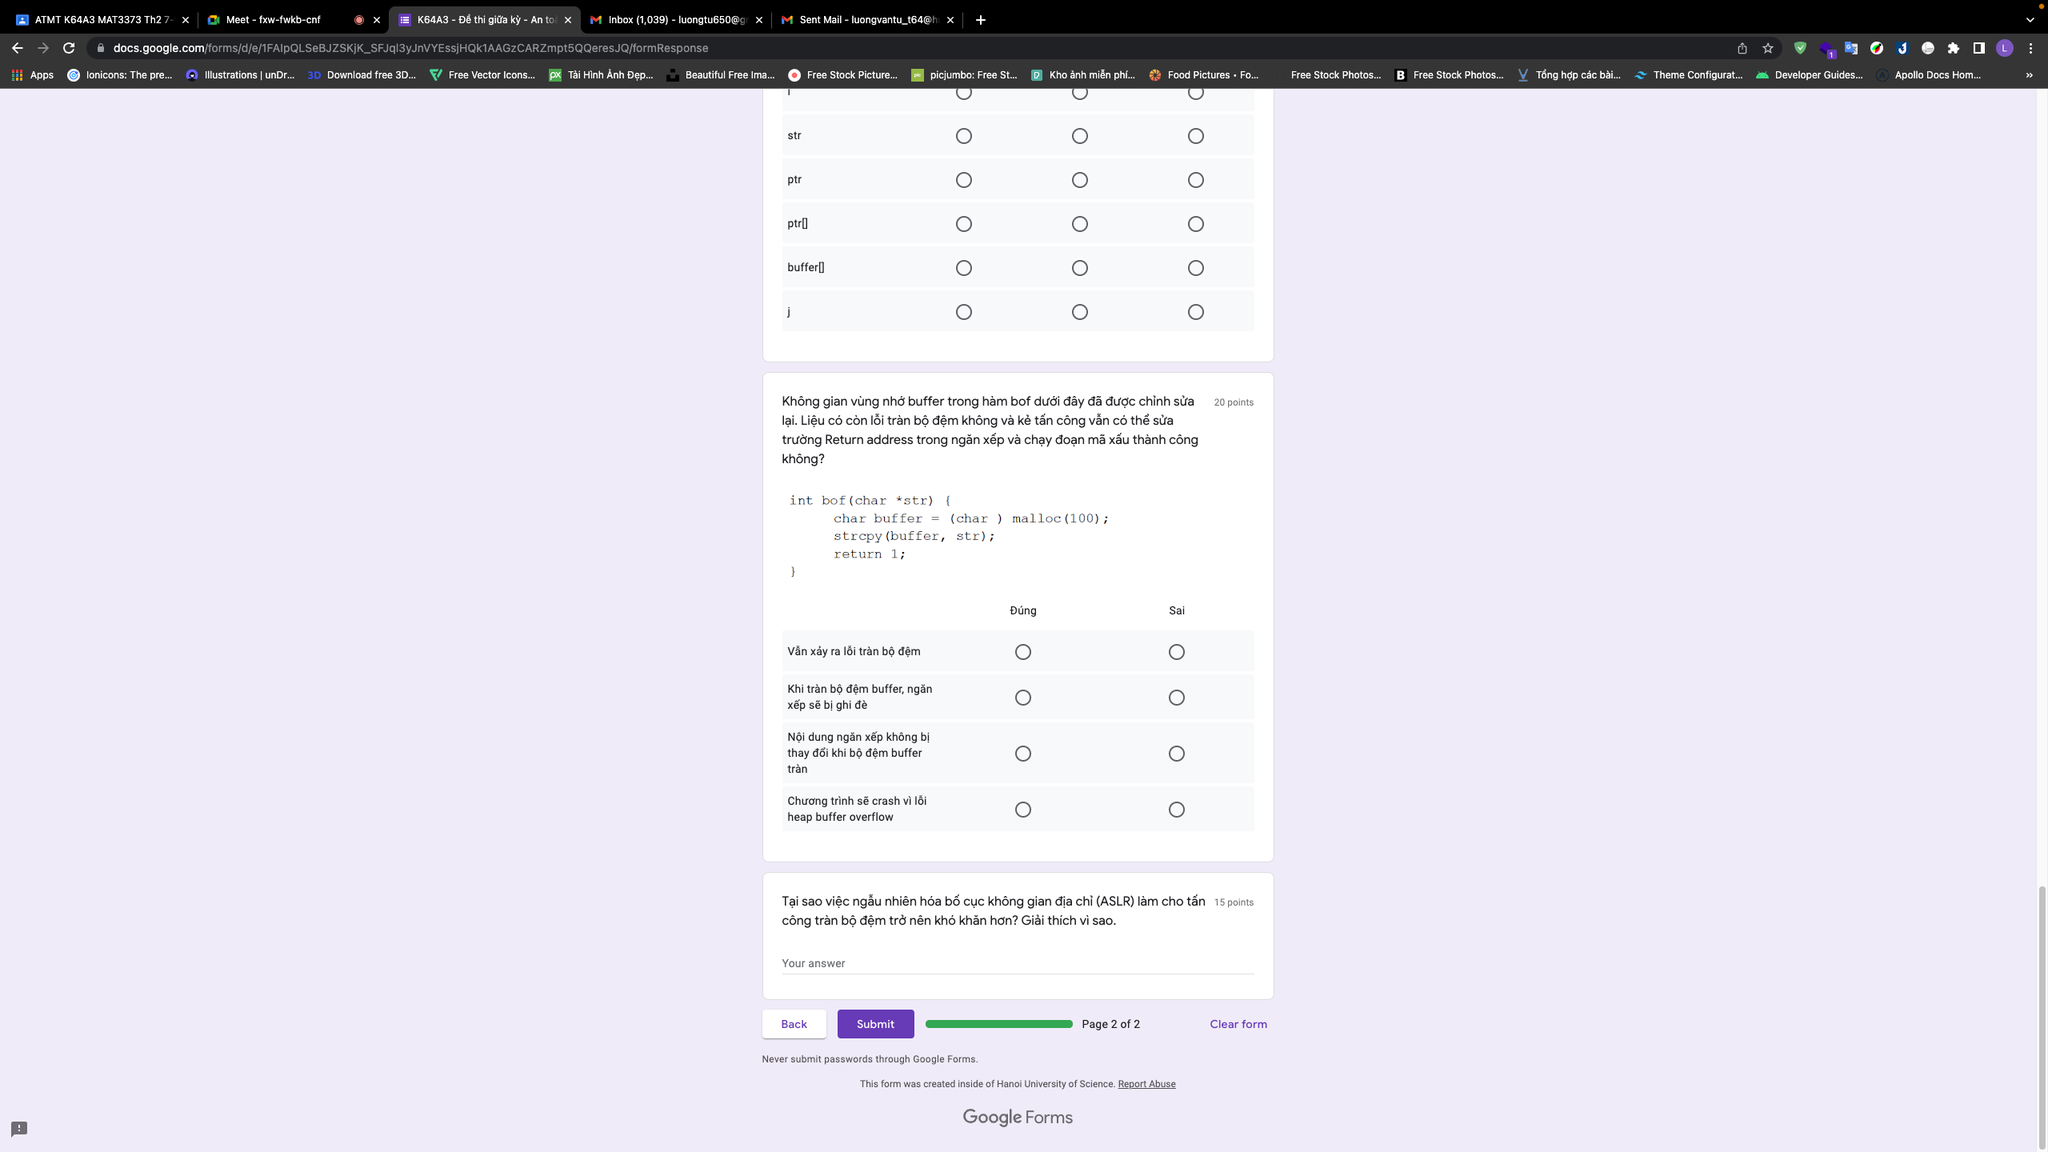 ATMT K64A3 MAT3373 Th2 7-
Meet - fxw-fwkb-cnf
K64A3 - Đề thi giữa kỳ - An to
Inbox (1,039) - luongtu650@g
Sent Mail - luongvantu_t64@h
docs.google.com/forms/d/e/1FAIpQLSeBJZSKjK_SFJqI3yJnVYEssjHQk1AAGzCARZmpt5QQeresJQ/formResponse
Apps
Ionicons: The pre...
Illustrations | unDr...
3D Download free 3D...
Free Vector Icons...
Tải Hình Ảnh Đẹp...
Beautiful Free Ima...
Free Stock Picture...
picjumbo: Free St...
Kho ảnh miễn phí...
Food Pictures • Fo...
Free Stock Photos...
Free Stock Photos...
Tổng hợp các bài...
Theme Configurat...
Developer Guides...
Apollo Docs Hom...
str
ptr
ptr[]
buffer[]
j
Không gian vùng nhớ buffer trong hàm bof dưới đây đã được chỉnh sửa 20 points
lại. Liệu có còn lỗi tràn bộ đệm không và kẻ tấn công vẫn có thể sửa
trường Return address trong ngăn xếp và chạy đoạn mã xấu thành công
không?
int bof(char *str) {
char buffer = (char ) malloc(100);
strcpy(buffer, str);
return 1;
}
Đúng Sai
Vẫn xảy ra lỗi tràn bộ đệm
Khi tràn bộ đệm buffer, ngăn
xếp sẽ bị ghi đè
Nội dung ngăn xếp không bị
thay đổi khi bộ đệm buffer
tràn
Chương trình sẽ crash vì lỗi
heap buffer overflow
Tại sao việc ngẫu nhiên hóa bố cục không gian địa chỉ (ASLR) làm cho tấn 15 points
công tràn bộ đệm trở nên khó khăn hơn? Giải thích vì sao.
Your answer
Back Submit Page 2 of 2 Clear form
Never submit passwords through Google Forms.
This form was created inside of Hanoi University of Science. Report Abuse
Google Forms